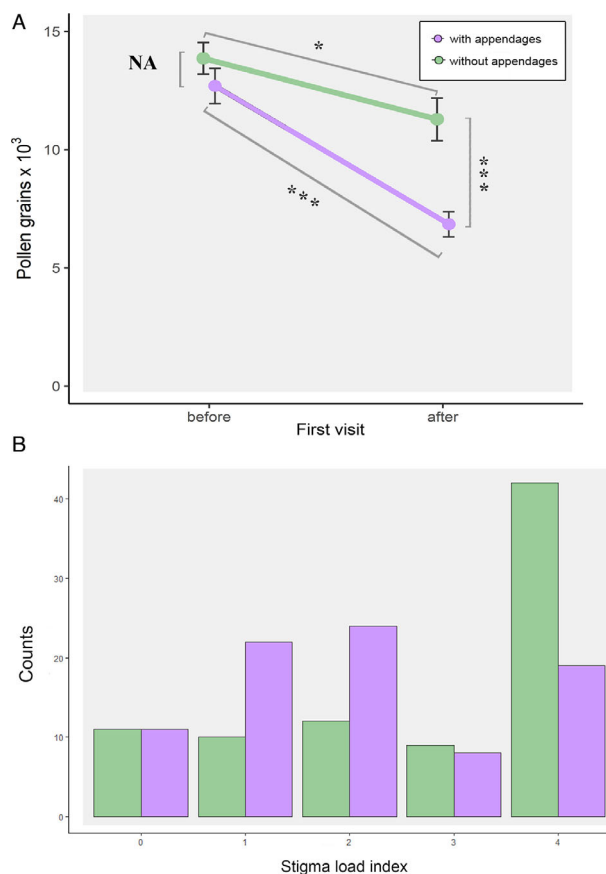 A
Pollen grains x 10³
15
10
5
0
NA
*
***
***
with appendages
without appendages
before
after
First visit
B
Counts
40
30
20
10
0
0 1 2 3 4
Stigma load index